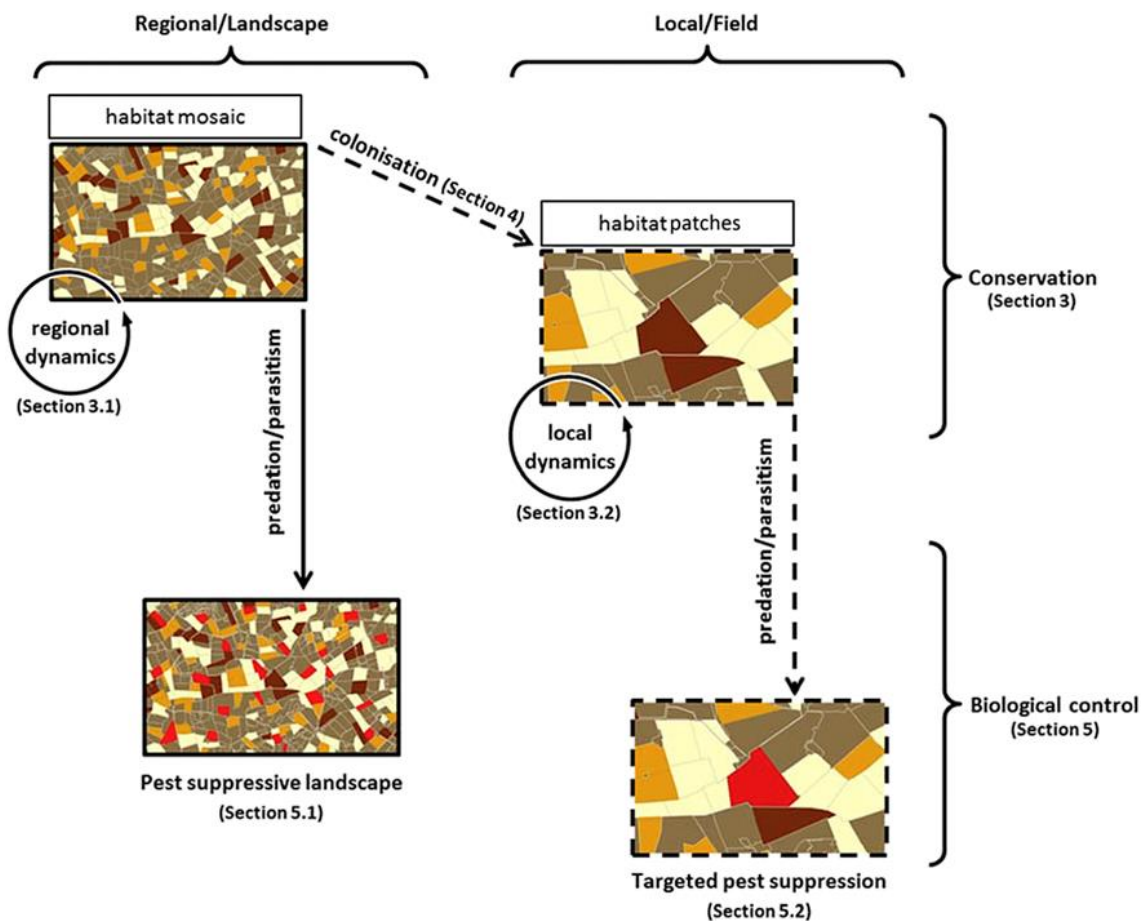 Regional/Landscape
Local/Field
habitat mosaic
colonisation (Section 4)
habitat patches
Conservation
(Section 3)
regional
dynamics
(Section 3.1)
local
dynamics
(Section 3.2)
predation/parasitism
predation/parasitism
Pest suppressive landscape
(Section 5.1)
Biological control
(Section 5)
Targeted pest suppression
(Section 5.2)